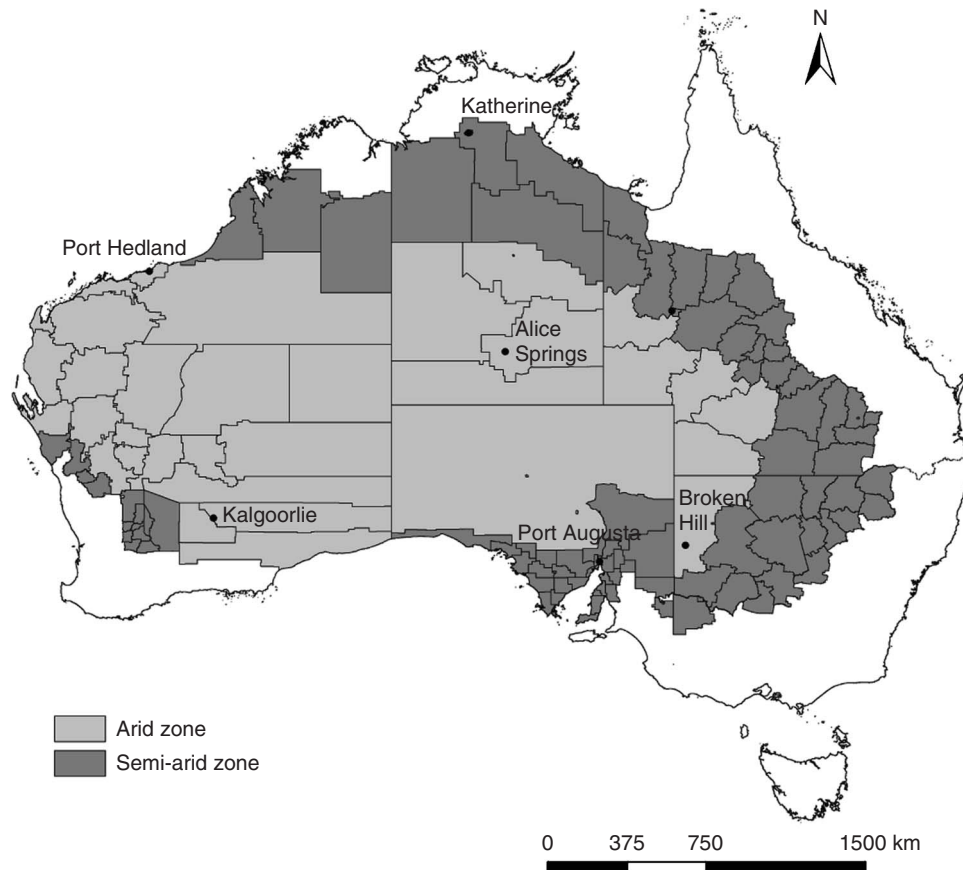 N
Katherine
Port Hedland
Alice
Springs
Broken
Hill
Kalgoorlie
Port Augusta
Arid zone
Semi-arid zone
0 375 750 1500 km